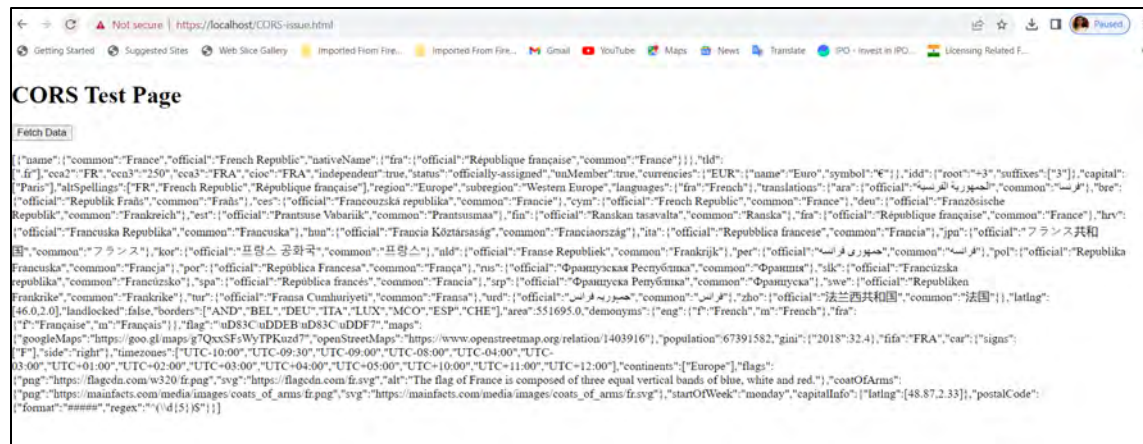 Not secure | https://localhost/CORS-issue.html Paused
Getting Started Suggested Sites Web Slice Gallery Imported From Fire... Imported From Fire... Gmail YouTube Maps News Translate IPO - Invest in IPO... Licensing Related F...
CORS Test Page
Fetch Data
[{"name":{"common":"France","official":"French Republic","nativeName":{"fra":{"official":"République française","common":"France"}}},"tld":
[".fr"],"cca2":"FR","ccn3":"250","cca3":"FRA","cioc":"FRA","independent":true,"status":"officially-assigned","unMember":true,"currencies":{"EUR":{"name":"Euro","symbol":"€"}},"idd":{"root":"+3","suffixes":["3"]},"capital":
["Paris"],"altSpellings":["FR","French Republic","République française"],"region":"Europe","subregion":"Western Europe","languages":{"fra":"French"},"translations":{"ara":{"official":"الجمهورية الفرنسية","common":"فرنسا"},"bre":
{"official":"Republik Frañs","common":"Frañs"},"ces":{"official":"Francouzská republika","common":"Francie"},"cym":{"official":"French Republic","common":"France"},"deu":{"official":"Französische
Republik","common":"Frankreich"},"est":{"official":"Prantsuse Vabariik","common":"Prantsusmaa"},"fin":{"official":"Ranskan tasavalta","common":"Ranska"},"fra":{"official":"République française","common":"France"},"hrv":
{"official":"Francuska Republika","common":"Francuska"},"hun":{"official":"Francia Köztársaság","common":"Franciaország"},"ita":{"official":"Repubblica francese","common":"Francia"},"jpn":{"official":"フランス共和
国","common":"フランス"},"kor":{"official":"프랑스 공화국","common":"프랑스"},"nld":{"official":"Franse Republiek","common":"Frankrijk"},"per":{"official":"جمهوری فرانسه","common":"فرانسه"},"pol":{"official":"Republika
Francuska","common":"Francja"},"por":{"official":"República Francesa","common":"França"},"rus":{"official":"Французская Республика","common":"Франция"},"slk":{"official":"Francúzska
republika","common":"Francúzsko"},"spa":{"official":"República francés","common":"Francia"},"srp":{"official":"Француска Република","common":"Француска"},"swe":{"official":"Republiken
Frankrike","common":"Frankrike"},"tur":{"official":"Fransa Cumhuriyeti","common":"Fransa"},"urd":{"official":"جمہوریہ فرانس","common":"فرانس"},"zho":{"official":"法兰西共和国","common":"法国"}},"latlng":
[46.0,2.0],"landlocked":false,"borders":["AND","BEL","DEU","ITA","LUX","MCO","ESP","CHE"],"area":551695.0,"demonyms":{"eng":{"f":"French","m":"French"},"fra":
{"f":"Française","m":"Français"}},"flag":"\uD83C\uDDEB\uD83C\uDDF7","maps":
{"googleMaps":"https://goo.gl/maps/g7QxxSFsWyTPKuzd7","openStreetMaps":"https://www.openstreetmap.org/relation/1403916"},"population":67391582,"gini":{"2018":32.4},"fifa":"FRA","car":{"signs":
["F"],"side":"right"},"timezones":["UTC-10:00","UTC-09:30","UTC-09:00","UTC-08:00","UTC-04:00","UTC-
03:00","UTC+01:00","UTC+02:00","UTC+03:00","UTC+04:00","UTC+05:00","UTC+10:00","UTC+11:00","UTC+12:00"],"continents":["Europe"],"flags":
{"png":"https://flagcdn.com/w320/fr.png","svg":"https://flagcdn.com/fr.svg","alt":"The flag of France is composed of three equal vertical bands of blue, white and red."},"coatOfArms":
{"png":"https://mainfacts.com/media/images/coats_of_arms/fr.png","svg":"https://mainfacts.com/media/images/coats_of_arms/fr.svg"},"startOfWeek":"monday","capitalInfo":{"latlng":[48.87,2.33]},"postalCode":
{"format":"#####","regex":"^(\\d{5})$"}}]